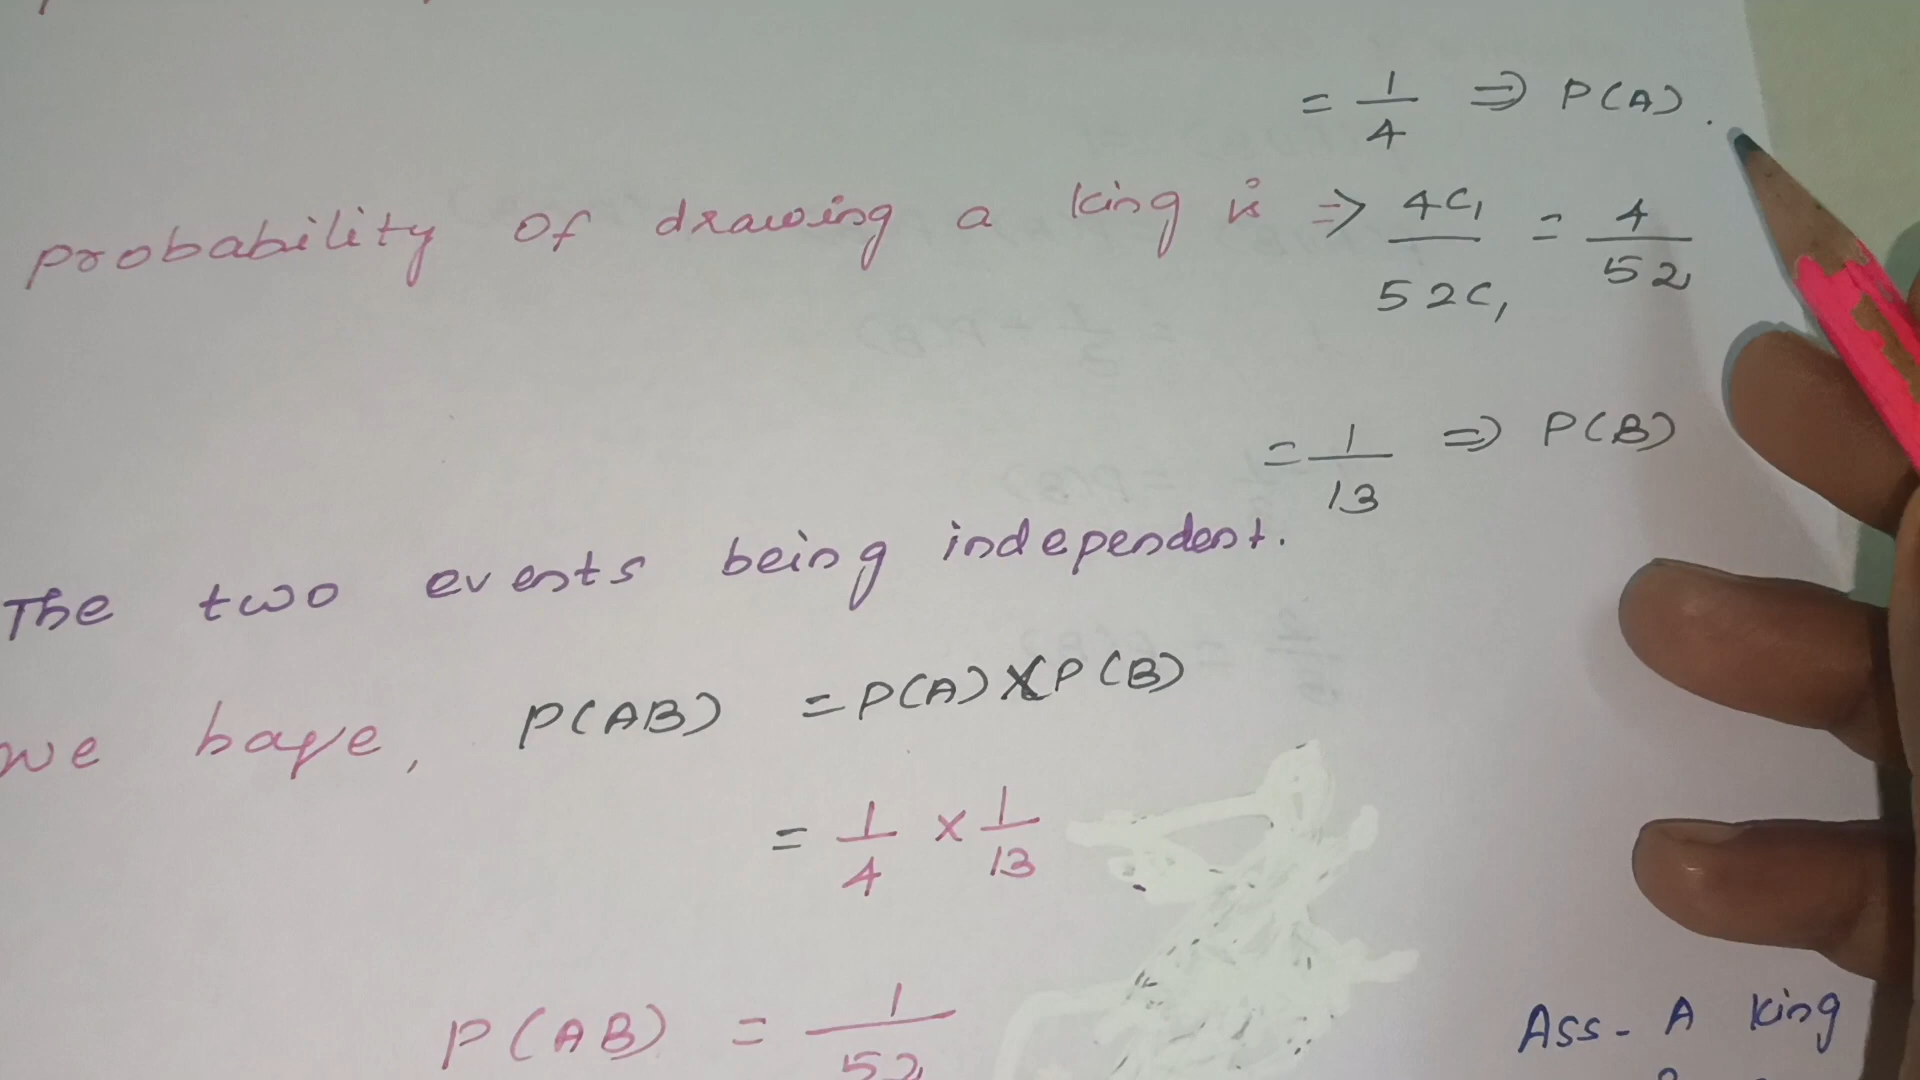 = 1/4 ⇒ P(A).
probability of drawing a king is ⇒ 4C₁/52C₁ = 4/52
= 1/13 ⇒ P(B)
The two events being independent.
we have, P(AB) = P(A) X P(B)
= 1/4 × 1/13
P(AB) = 1/52
Ass- A king